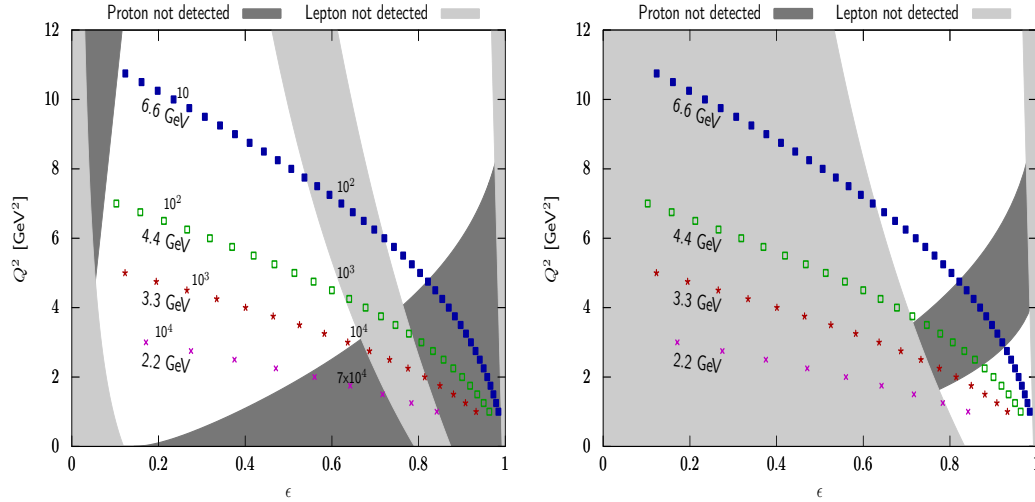 Proton not detected Lepton not detected
12
10
8
6
4
2
0
Q² [GeV²]
10
6.6 GeV
10²
10²
4.4 GeV
10³
10³
3.3 GeV
10⁴
10⁴
2.2 GeV
7x10⁴
0 0.2 0.4 0.6 0.8 1
ϵ
Proton not detected Lepton not detected
12
10
8
6
4
2
0
Q² [GeV²]
6.6 GeV
4.4 GeV
3.3 GeV
2.2 GeV
0 0.2 0.4 0.6 0.8 1
ϵ